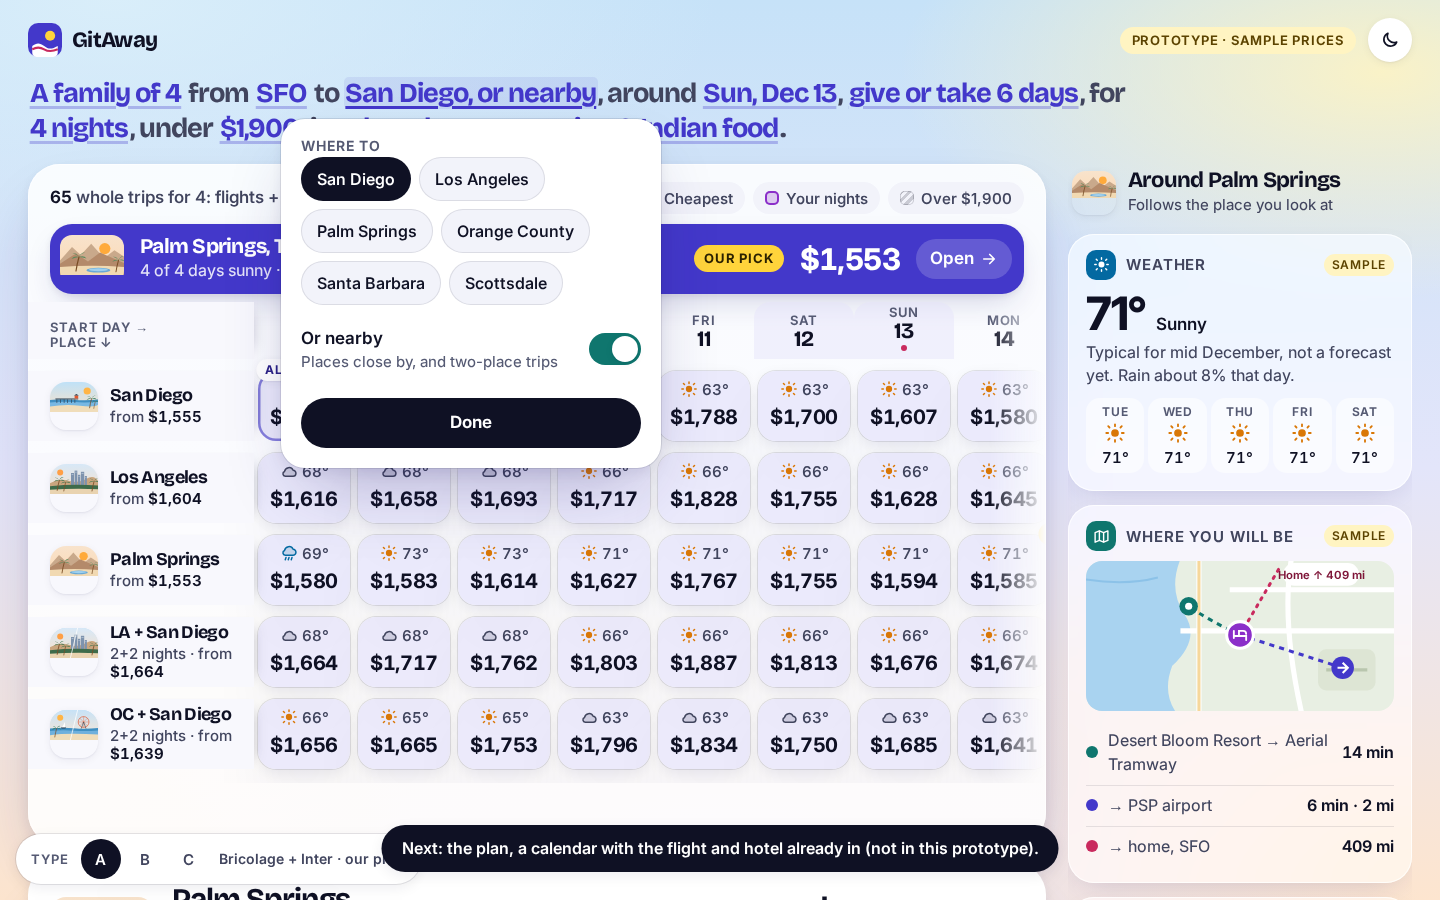 GitAway
PROTOTYPE · SAMPLE PRICES
A family of 4 from SFO to San Diego, or nearby, around Sun, Dec 13, give or take 6 days, for
4 nights, under $1,900 Indian food.
WHERE TO
San Diego
Los Angeles
Palm Springs
Orange County
Santa Barbara
Scottsdale
Or nearby
Places close by, and two-place trips
Done
65 whole trips for 4: flights +
Cheapest
Your nights
Over $1,900
Palm Springs,
4 of 4 days sunny ·
OUR PICK
$1,553
Open →
START DAY →
PLACE ↓
FRI
11
SAT
12
SUN
13
MON
14
San Diego
from $1,555
63°
$1,788
63°
$1,700
63°
$1,607
63°
$1,580
Los Angeles
from $1,604
68°
$1,616
68°
$1,658
68°
$1,693
66°
$1,717
66°
$1,828
66°
$1,755
66°
$1,628
66°
$1,645
Palm Springs
from $1,553
69°
$1,580
73°
$1,583
73°
$1,614
71°
$1,627
71°
$1,767
71°
$1,755
71°
$1,594
71°
$1,585
LA + San Diego
2+2 nights · from
$1,664
68°
$1,664
68°
$1,717
68°
$1,762
66°
$1,803
66°
$1,887
66°
$1,813
66°
$1,676
66°
$1,674
OC + San Diego
2+2 nights · from
$1,639
66°
$1,656
65°
$1,665
65°
$1,753
63°
$1,796
63°
$1,834
63°
$1,750
63°
$1,685
63°
$1,641
Around Palm Springs
Follows the place you look at
WEATHER
SAMPLE
71°
Sunny
Typical for mid December, not a forecast
yet. Rain about 8% that day.
TUE
71°
WED
71°
THU
71°
FRI
71°
SAT
71°
WHERE YOU WILL BE
SAMPLE
Home ↑ 409 mi
Desert Bloom Resort → Aerial
Tramway
14 min
→ PSP airport
6 min · 2 mi
→ home, SFO
409 mi
TYPE
A
B
C
Bricolage + Inter · our
Next: the plan, a calendar with the flight and hotel already in (not in this prototype).
Palm Springs